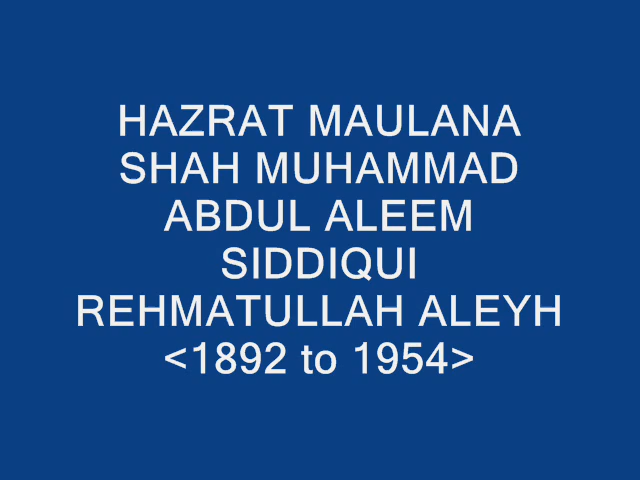 HAZRAT MAULANA
SHAH MUHAMMAD
ABDUL ALEEM
SIDDIQUI
REHMATULLAH ALEYH
<1892 to 1954>